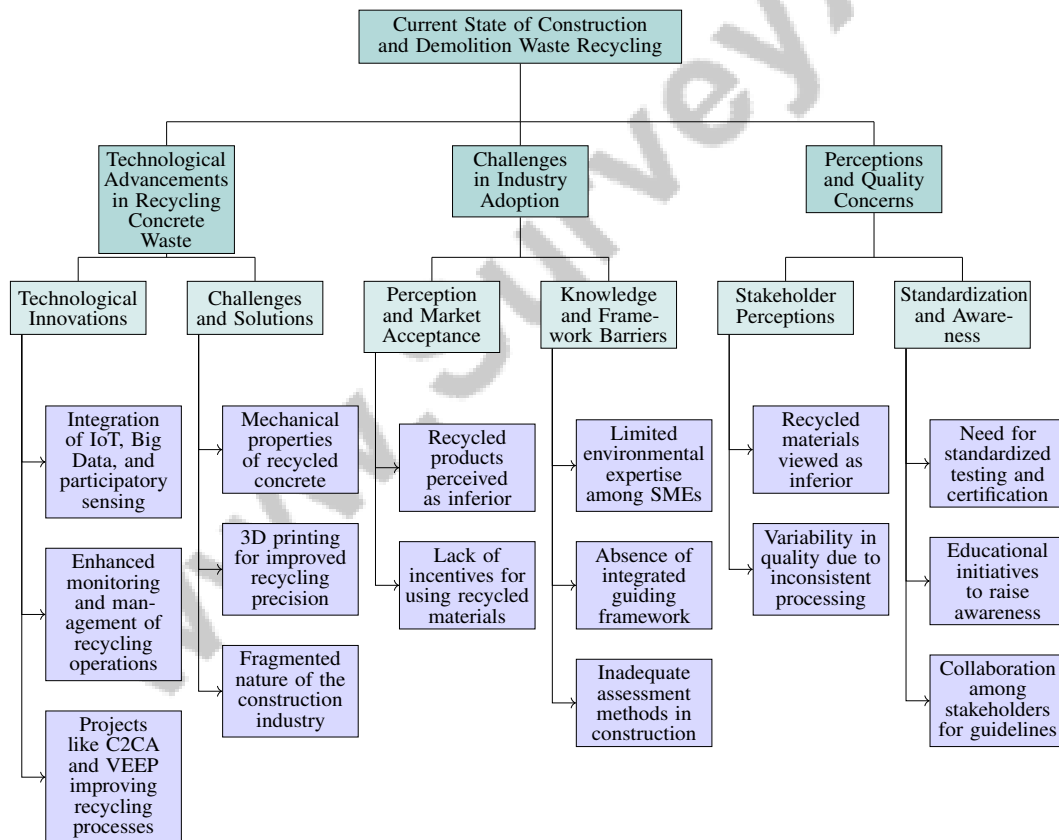 Current State of Construction
and Demolition Waste Recycling
Technological
Advancements
in Recycling
Concrete
Waste
Challenges
in Industry
Adoption
Perceptions
and Quality
Concerns
Technological
Innovations
Challenges
and Solutions
Perception
and Market
Acceptance
Knowledge
and Frame-
work Barriers
Stakeholder
Perceptions
Standardization
and Aware-
ness
Integration
of IoT, Big
Data, and
participatory
sensing
Mechanical
properties
of recycled
concrete
Recycled
products
perceived
as inferior
Limited
environmental
expertise
among SMEs
Recycled
materials
viewed as
inferior
Need for
standardized
testing and
certification
Enhanced
monitoring
and man-
agement of
recycling
operations
3D printing
for improved
recycling
precision
Lack of
incentives for
using recycled
materials
Absence of
integrated
guiding
framework
Variability in
quality due to
inconsistent
processing
Educational
initiatives
to raise
awareness
Projects
like C2CA
and VEEP
improving
recycling
processes
Fragmented
nature of the
construction
industry
Inadequate
assessment
methods in
construction
Collaboration
among
stakeholders
for guidelines
www.survey